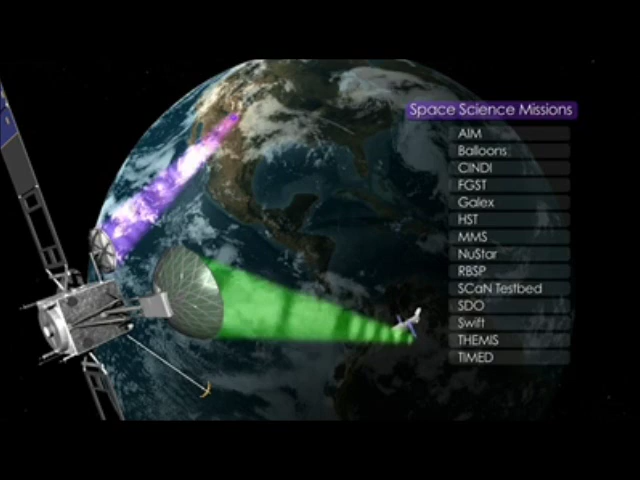 Space Science Missions
AIM
Balloons
CINDI
FGST
Galex
HST
MMS
NuStar
RBSP
SCaN Testbed
SDO
Swift
THEMIS
TIMED